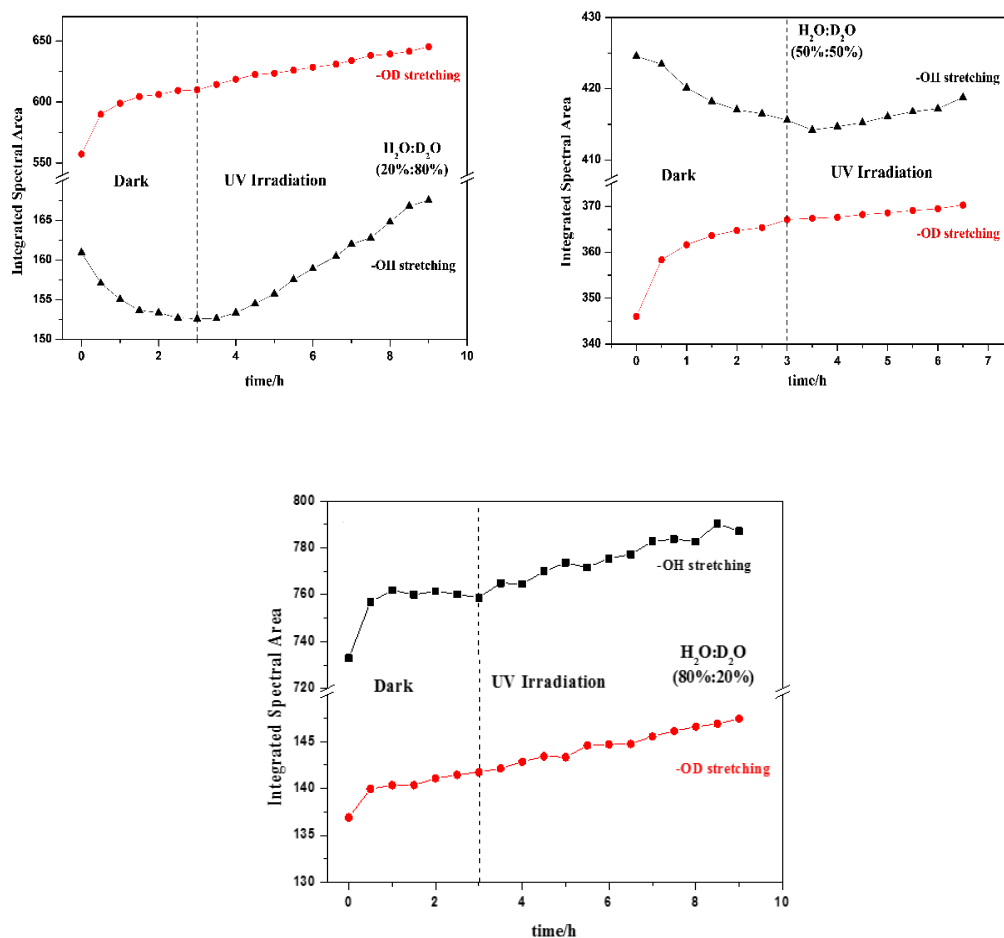 650
600
550
165
160
155
150
Integrated Spectral Area
-OD stretching
H₂O:D₂O
(20%:80%)
Dark
UV Irradiation
-OH stretching
0 2 4 6 8 10
time/h
430
420
410
370
360
350
340
Integrated Spectral Area
H₂O:D₂O
(50%:50%)
-OH stretching
Dark
UV Irradiation
-OD stretching
0 1 2 3 4 5 6 7
time/h
800
780
760
740
720
145
140
135
130
Integrated Spectral Area
-OH stretching
H₂O:D₂O
(80%:20%)
Dark
UV Irradiation
-OD stretching
0 2 4 6 8 10
time/h